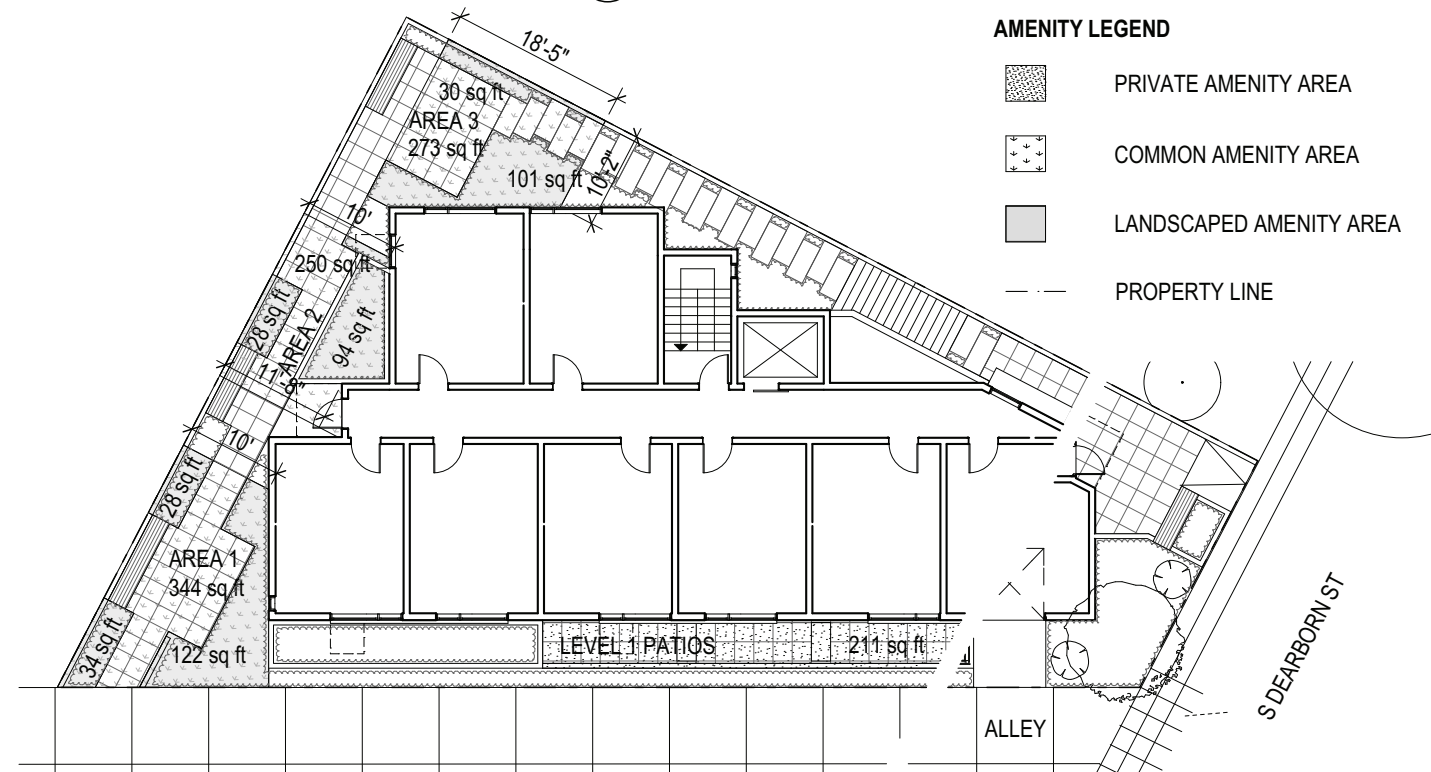 AMENITY LEGEND
PRIVATE AMENITY AREA
COMMON AMENITY AREA
LANDSCAPED AMENITY AREA
PROPERTY LINE
18'-5"
30 sq ft
AREA 3
273 sq ft
101 sq ft
10'-2"
10'
250 sq ft
28 sq ft
AREA 2
94 sq ft
11'-8"
10'
28 sq ft
AREA 1
344 sq ft
34 sq ft
122 sq ft
LEVEL 1 PATIOS
211 sq ft
ALLEY
S DEARBORN ST